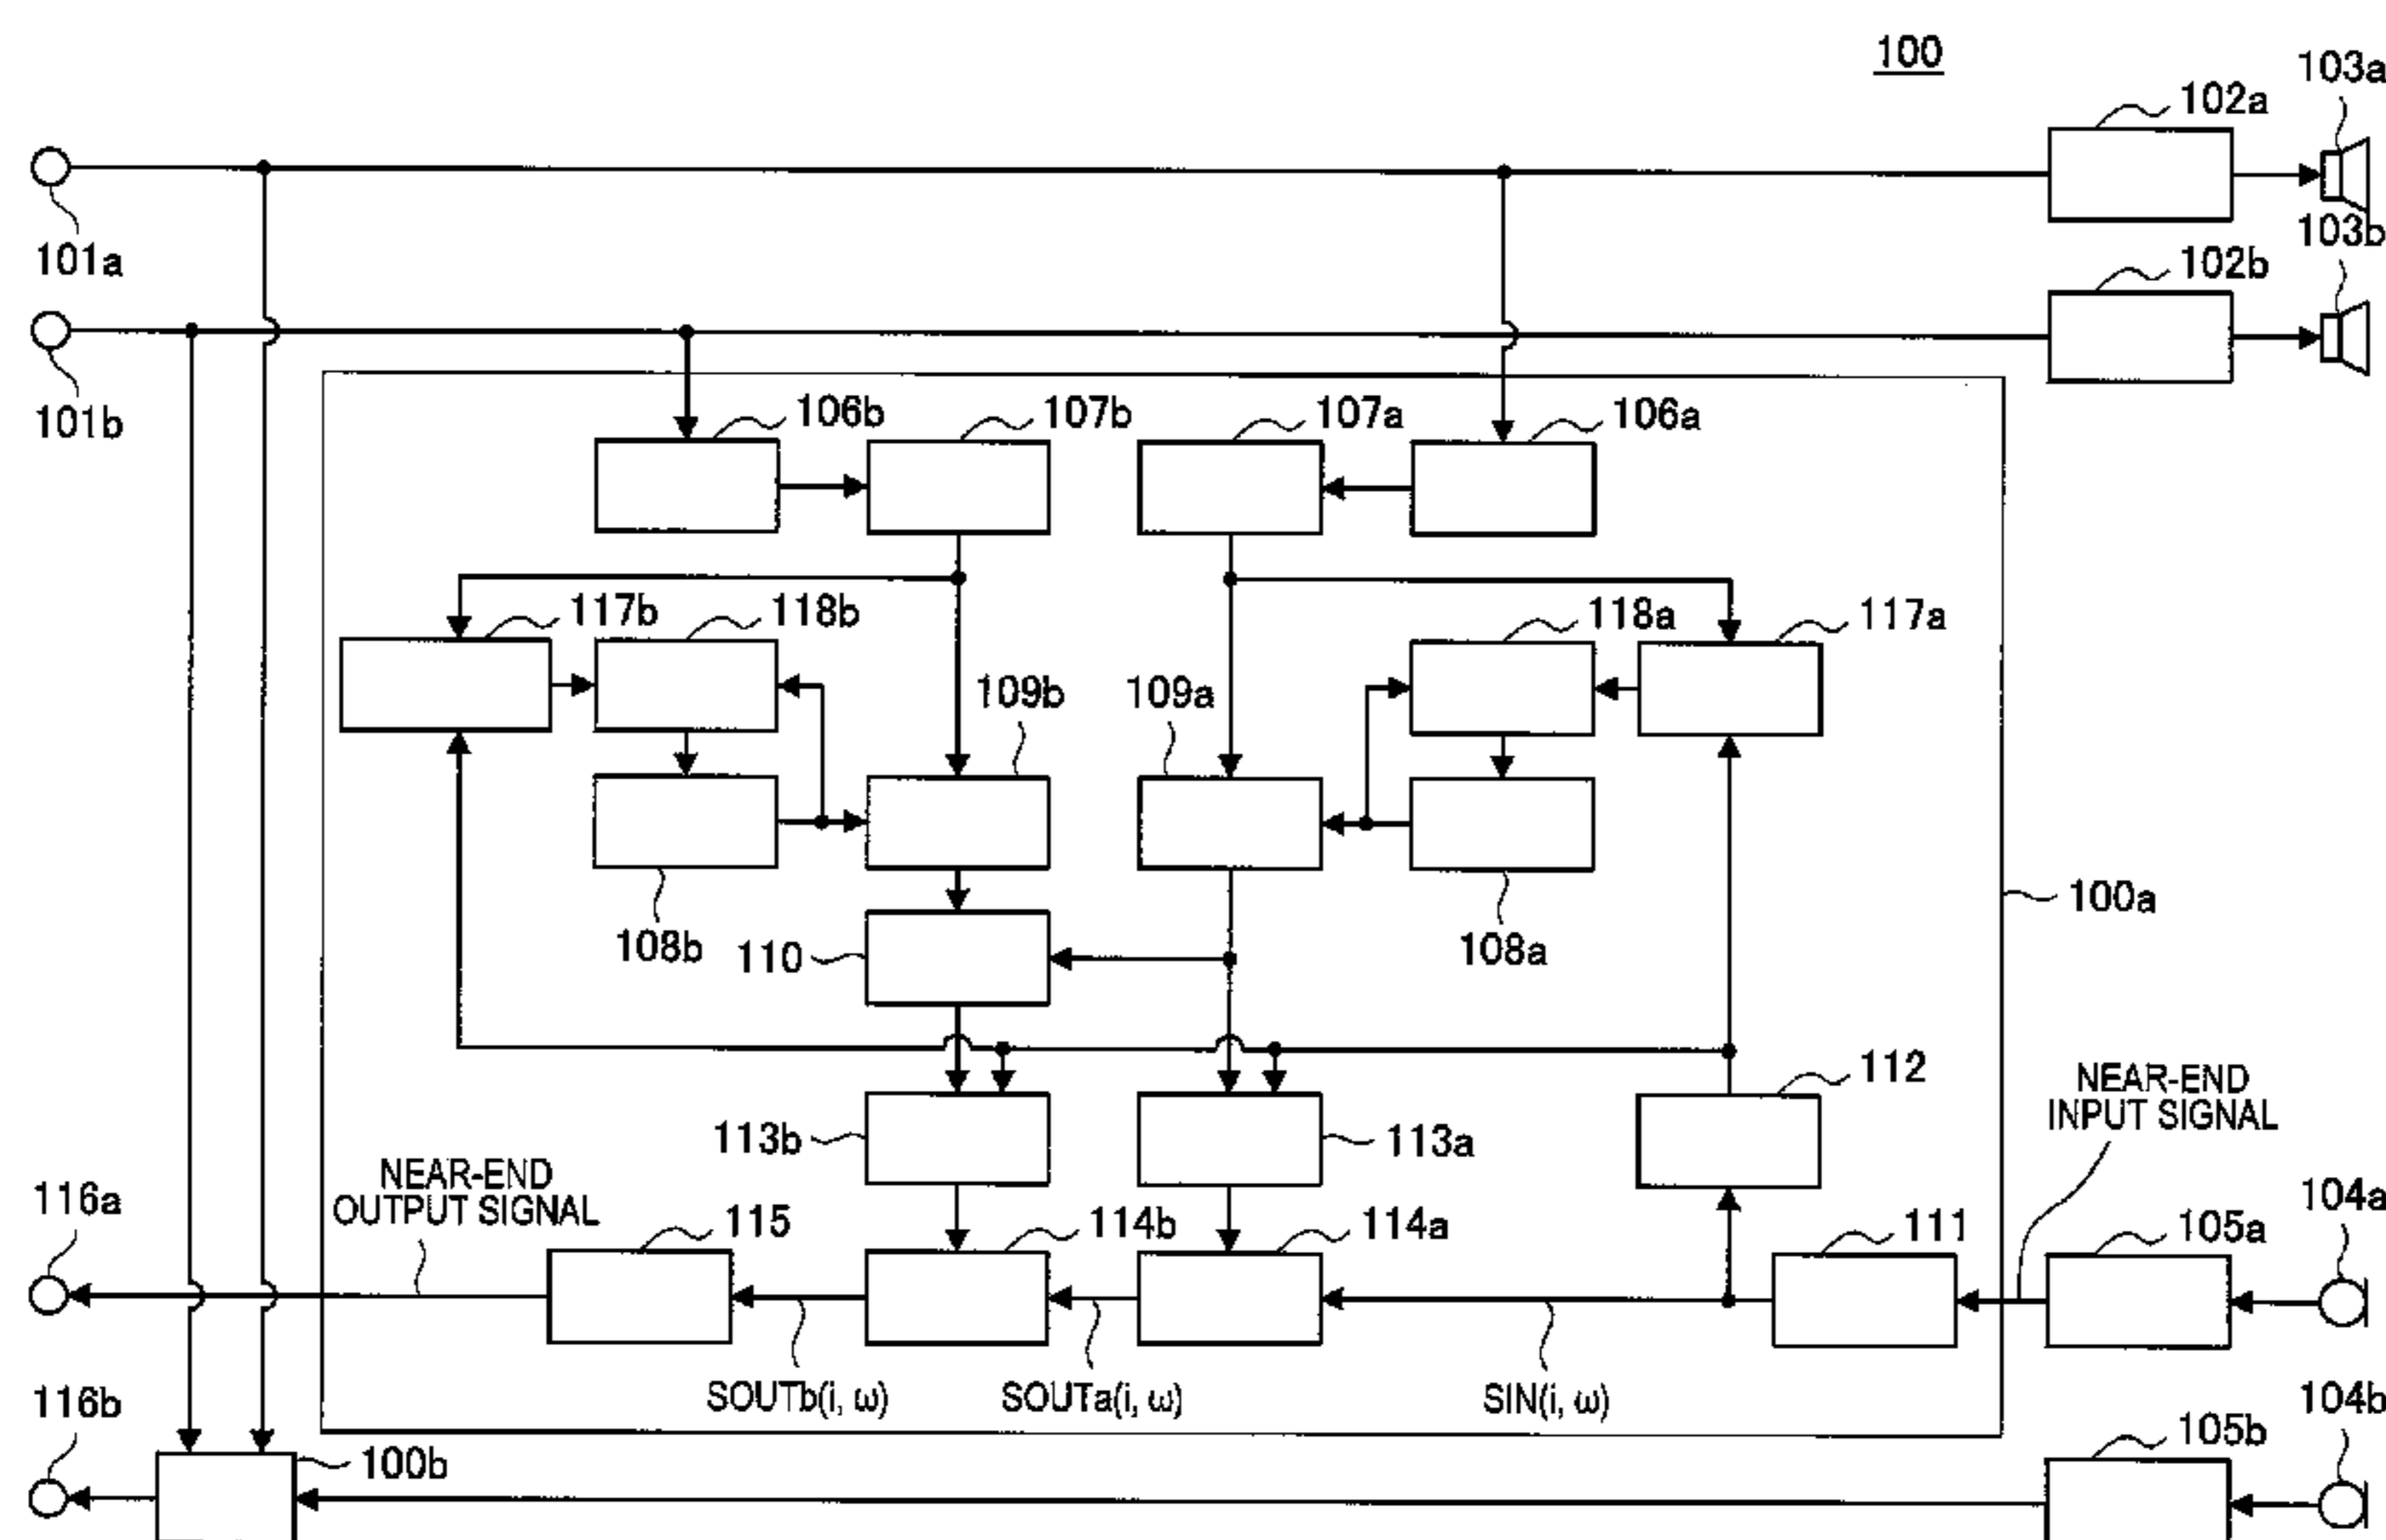 100
103a
102a
101a
103b
102b
101b
106b
107b
107a
106a
117b
118b
118a
117a
109b
109a
100a
108b
110
108a
112
NEAR-END
INPUT SIGNAL
113b
113a
NEAR-END
OUTPUT SIGNAL
116a
115
114b
114a
111
105a
104a
SOUTb(i, ω)
SOUTa(i, ω)
SIN(i, ω)
116b
104b
105b
100b